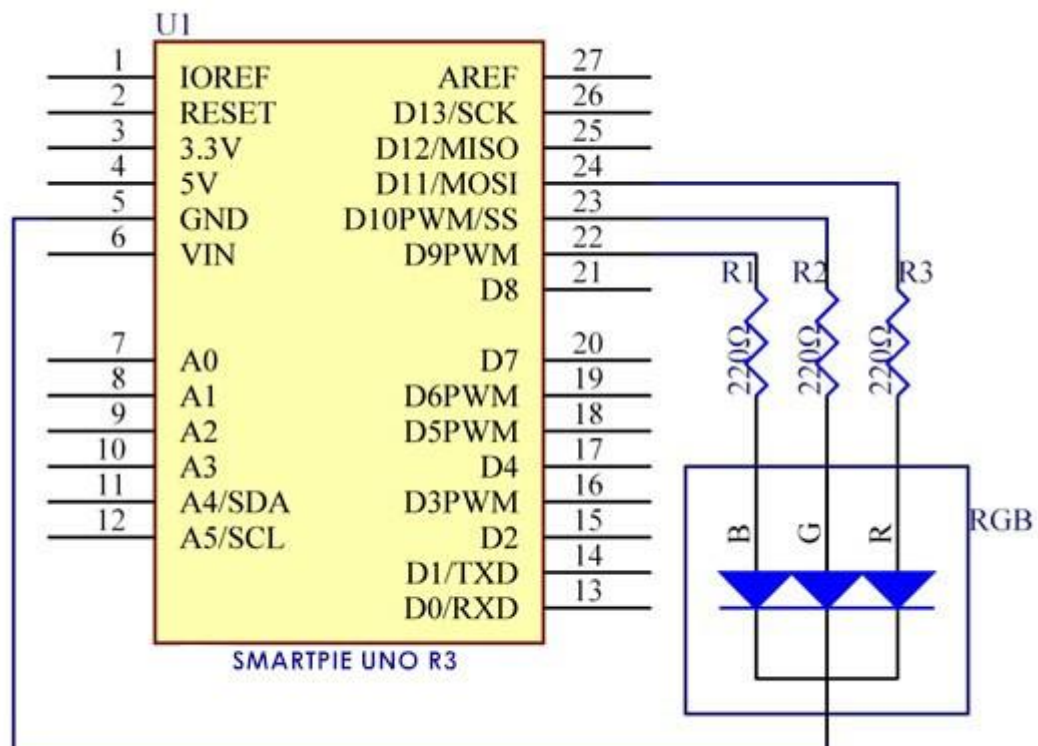 U1
1 IOREF AREF 27
2 RESET D13/SCK 26
3 3.3V D12/MISO 25
4 5V D11/MOSI 24
5 GND D10PWM/SS 23
6 VIN D9PWM 22
D8 21
R1 R2 R3
220Ω 220Ω 220Ω
7 A0 D7 20
8 A1 D6PWM 19
9 A2 D5PWM 18
10 A3 D4 17
11 A4/SDA D3PWM 16
12 A5/SCL D2 15
D1/TXD 14
D0/RXD 13
RGB
B G R
SMARTPIE UNO R3